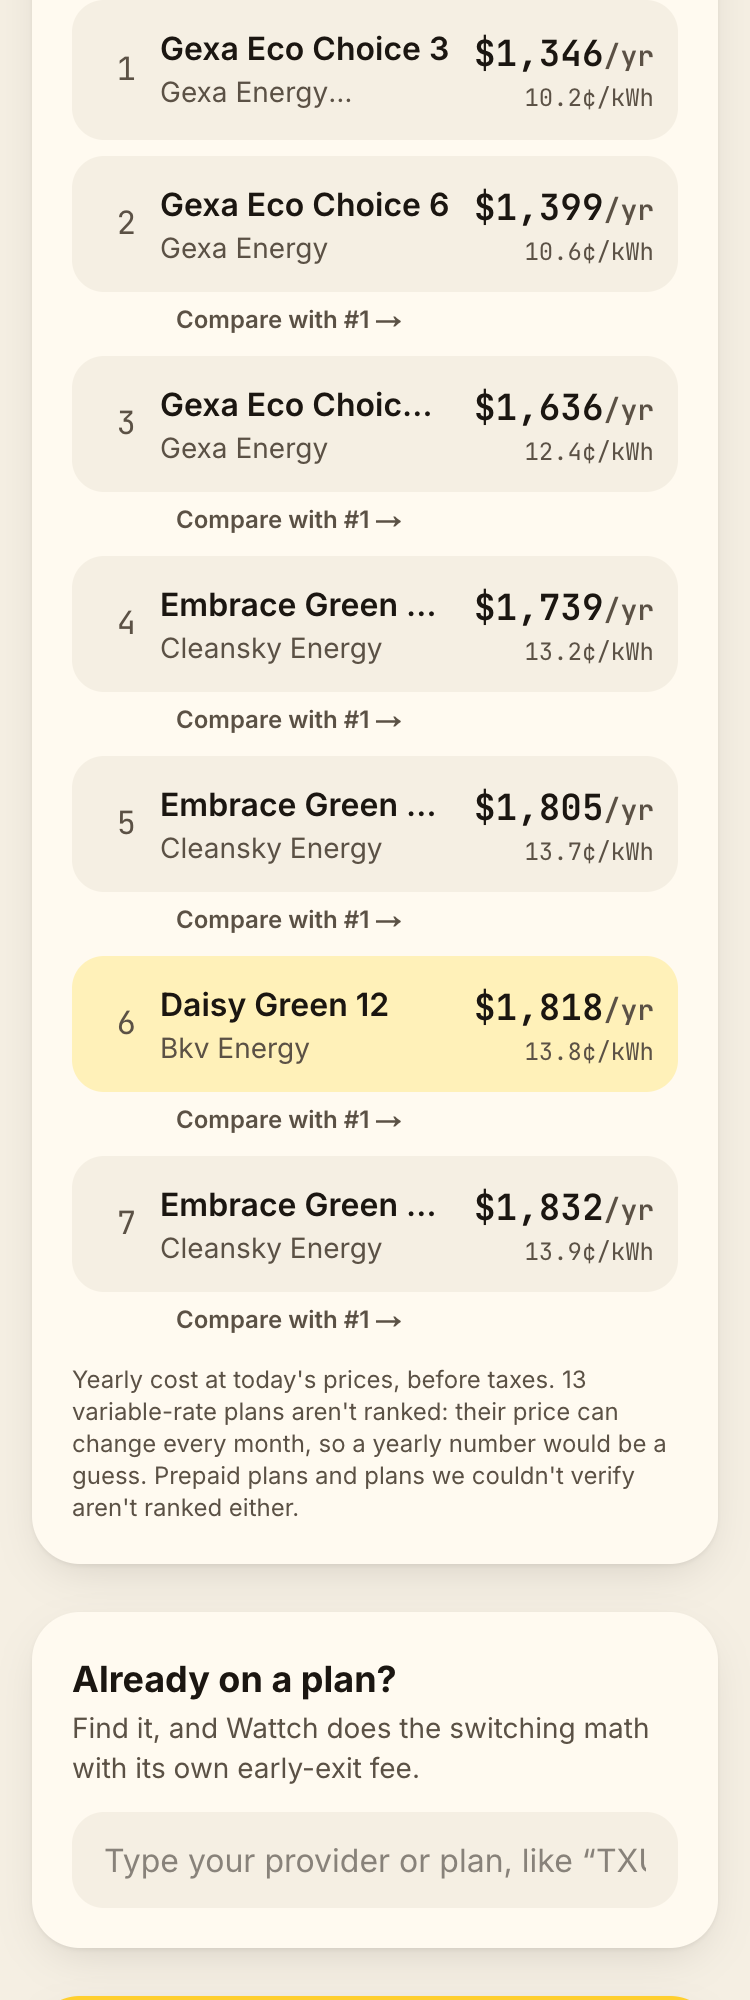 1
Gexa Eco Choice 3
$1,346/yr
Gexa Energy...
10.2¢/kWh
2
Gexa Eco Choice 6
$1,399/yr
Gexa Energy
10.6¢/kWh
Compare with #1 →
3
Gexa Eco Choic...
$1,636/yr
Gexa Energy
12.4¢/kWh
Compare with #1 →
4
Embrace Green ...
$1,739/yr
Cleansky Energy
13.2¢/kWh
Compare with #1 →
5
Embrace Green ...
$1,805/yr
Cleansky Energy
13.7¢/kWh
Compare with #1 →
6
Daisy Green 12
$1,818/yr
Bkv Energy
13.8¢/kWh
Compare with #1 →
7
Embrace Green ...
$1,832/yr
Cleansky Energy
13.9¢/kWh
Compare with #1 →
Yearly cost at today's prices, before taxes. 13
variable-rate plans aren't ranked: their price can
change every month, so a yearly number would be a
guess. Prepaid plans and plans we couldn't verify
aren't ranked either.
Already on a plan?
Find it, and Wattch does the switching math
with its own early-exit fee.
Type your provider or plan, like “TXU